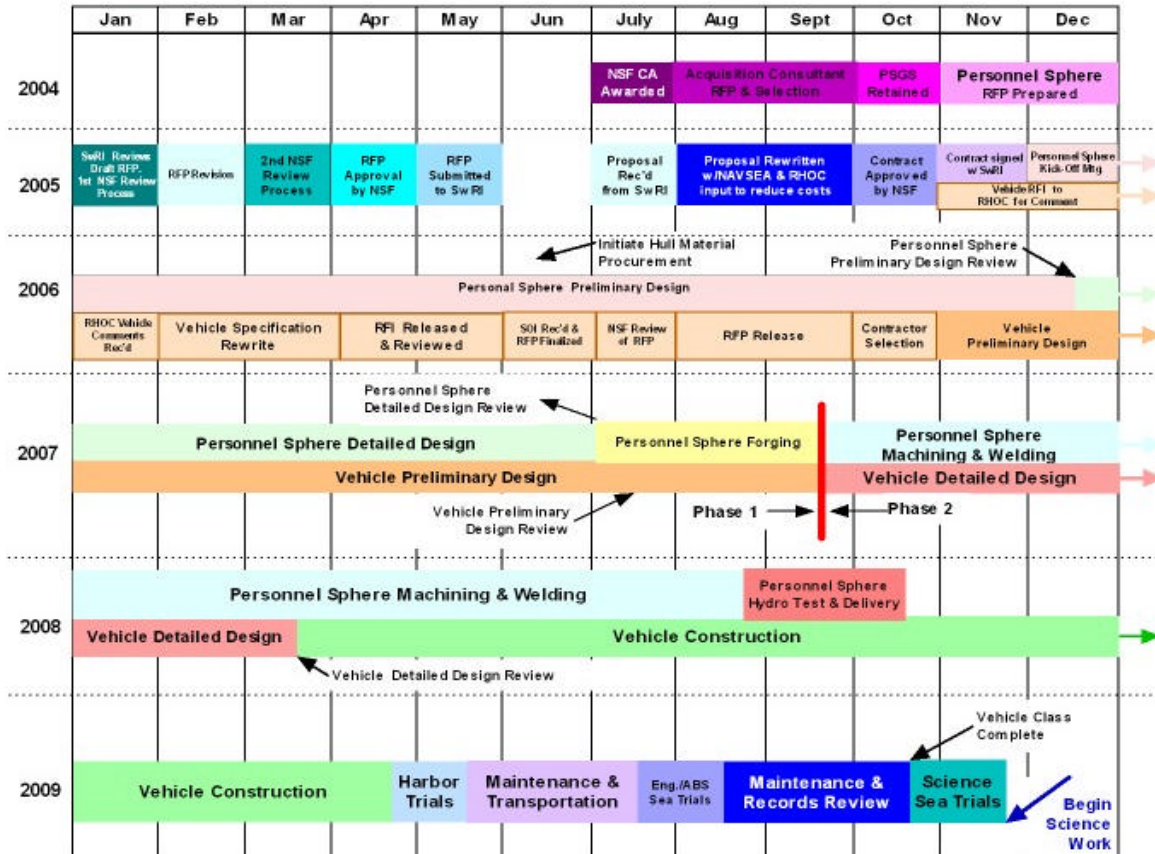 Jan Feb Mar Apr May Jun July Aug Sept Oct Nov Dec
2004
NSF CA
Awarded
Acquisition Consultant
RFP & Selection
PSGS
Retained
Personnel Sphere
RFP Prepared
2005
SwRI Reviews
Draft RFP.
1st NSF Review
Process
RFP Revision
2nd NSF
Review
Process
RFP
Approval
by NSF
RFP
Submitted
to SwRI
Proposal
Rec'd
from SwRI
Proposal Rewritten
w/NAVSEA & RHOC
input to reduce costs
Contract
Approved
by NSF
Contract signed
w SwRI
Personnel Sphere
Kick-Off Mtg.
Vehicle RFI to
RHOC for Comment
2006
Initiate Hull Material
Procurement
Personnel Sphere
Preliminary Design Review
Personal Sphere Preliminary Design
RHOC Vehicle
Comments
Rec'd
Vehicle Specification
Rewrite
RFI Released
& Reviewed
SOI Rec'd &
RFP Finalized
NSF Review
of RFP
RFP Release
Contractor
Selection
Vehicle
Preliminary Design
2007
Personnel Sphere
Detailed Design Review
Personnel Sphere Detailed Design
Personnel Sphere Forging
Personnel Sphere
Machining & Welding
Vehicle Preliminary Design
Vehicle Detailed Design
Vehicle Preliminary
Design Review
Phase 1
Phase 2
2008
Personnel Sphere Machining & Welding
Personnel Sphere
Hydro Test & Delivery
Vehicle Detailed Design
Vehicle Construction
Vehicle Detailed Design Review
2009
Vehicle Class
Complete
Vehicle Construction
Harbor
Trials
Maintenance &
Transportation
Eng./ABS
Sea Trials
Maintenance &
Records Review
Science
Sea Trials
Begin
Science
Work